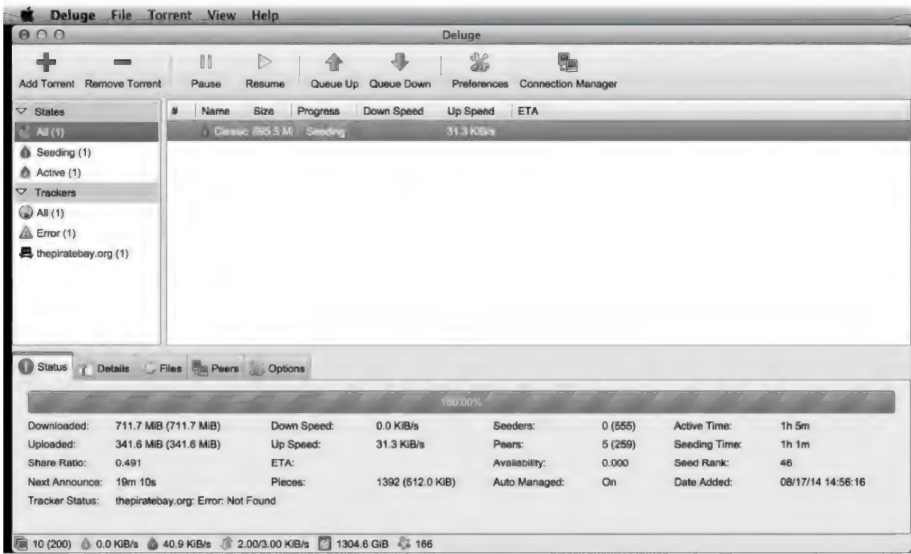 Deluge File Torrent View Help
Deluge
Add Torrent Remove Torrent Pause Resume Queue Up Queue Down Preferences Connection Manager
States
All (1)
Seeding (1)
Active (1)
Trackers
All (1)
Error (1)
thepiratebay.org (1)
# Name Size Progress Down Speed Up Speed ETA
Classic 695.5 M Seeding 31.3 KiB/s
Status Details Files Peers Options
100.00%
Downloaded: 711.7 MiB (711.7 MiB) Down Speed: 0.0 KiB/s Seeders: 0 (555) Active Time: 1h 5m
Uploaded: 341.6 MiB (341.6 MiB) Up Speed: 31.3 KiB/s Peers: 5 (259) Seeding Time: 1h 1m
Share Ratio: 0.491 ETA: Availability: 0.000 Seed Rank: 46
Next Announce: 19m 10s Pieces: 1392 (512.0 KiB) Auto Managed: On Date Added: 08/17/14 14:56:16
Tracker Status: thepiratebay.org: Error: Not Found
10 (200) 0.0 KiB/s 40.9 KiB/s 2.00/3.00 KiB/s 1304.6 GiB 166